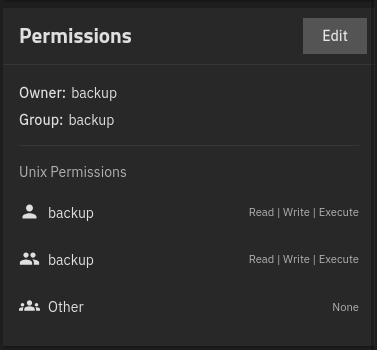 Permissions
Edit
Owner: backup
Group: backup
Unix Permissions
backup
Read | Write | Execute
backup
Read | Write | Execute
Other
None